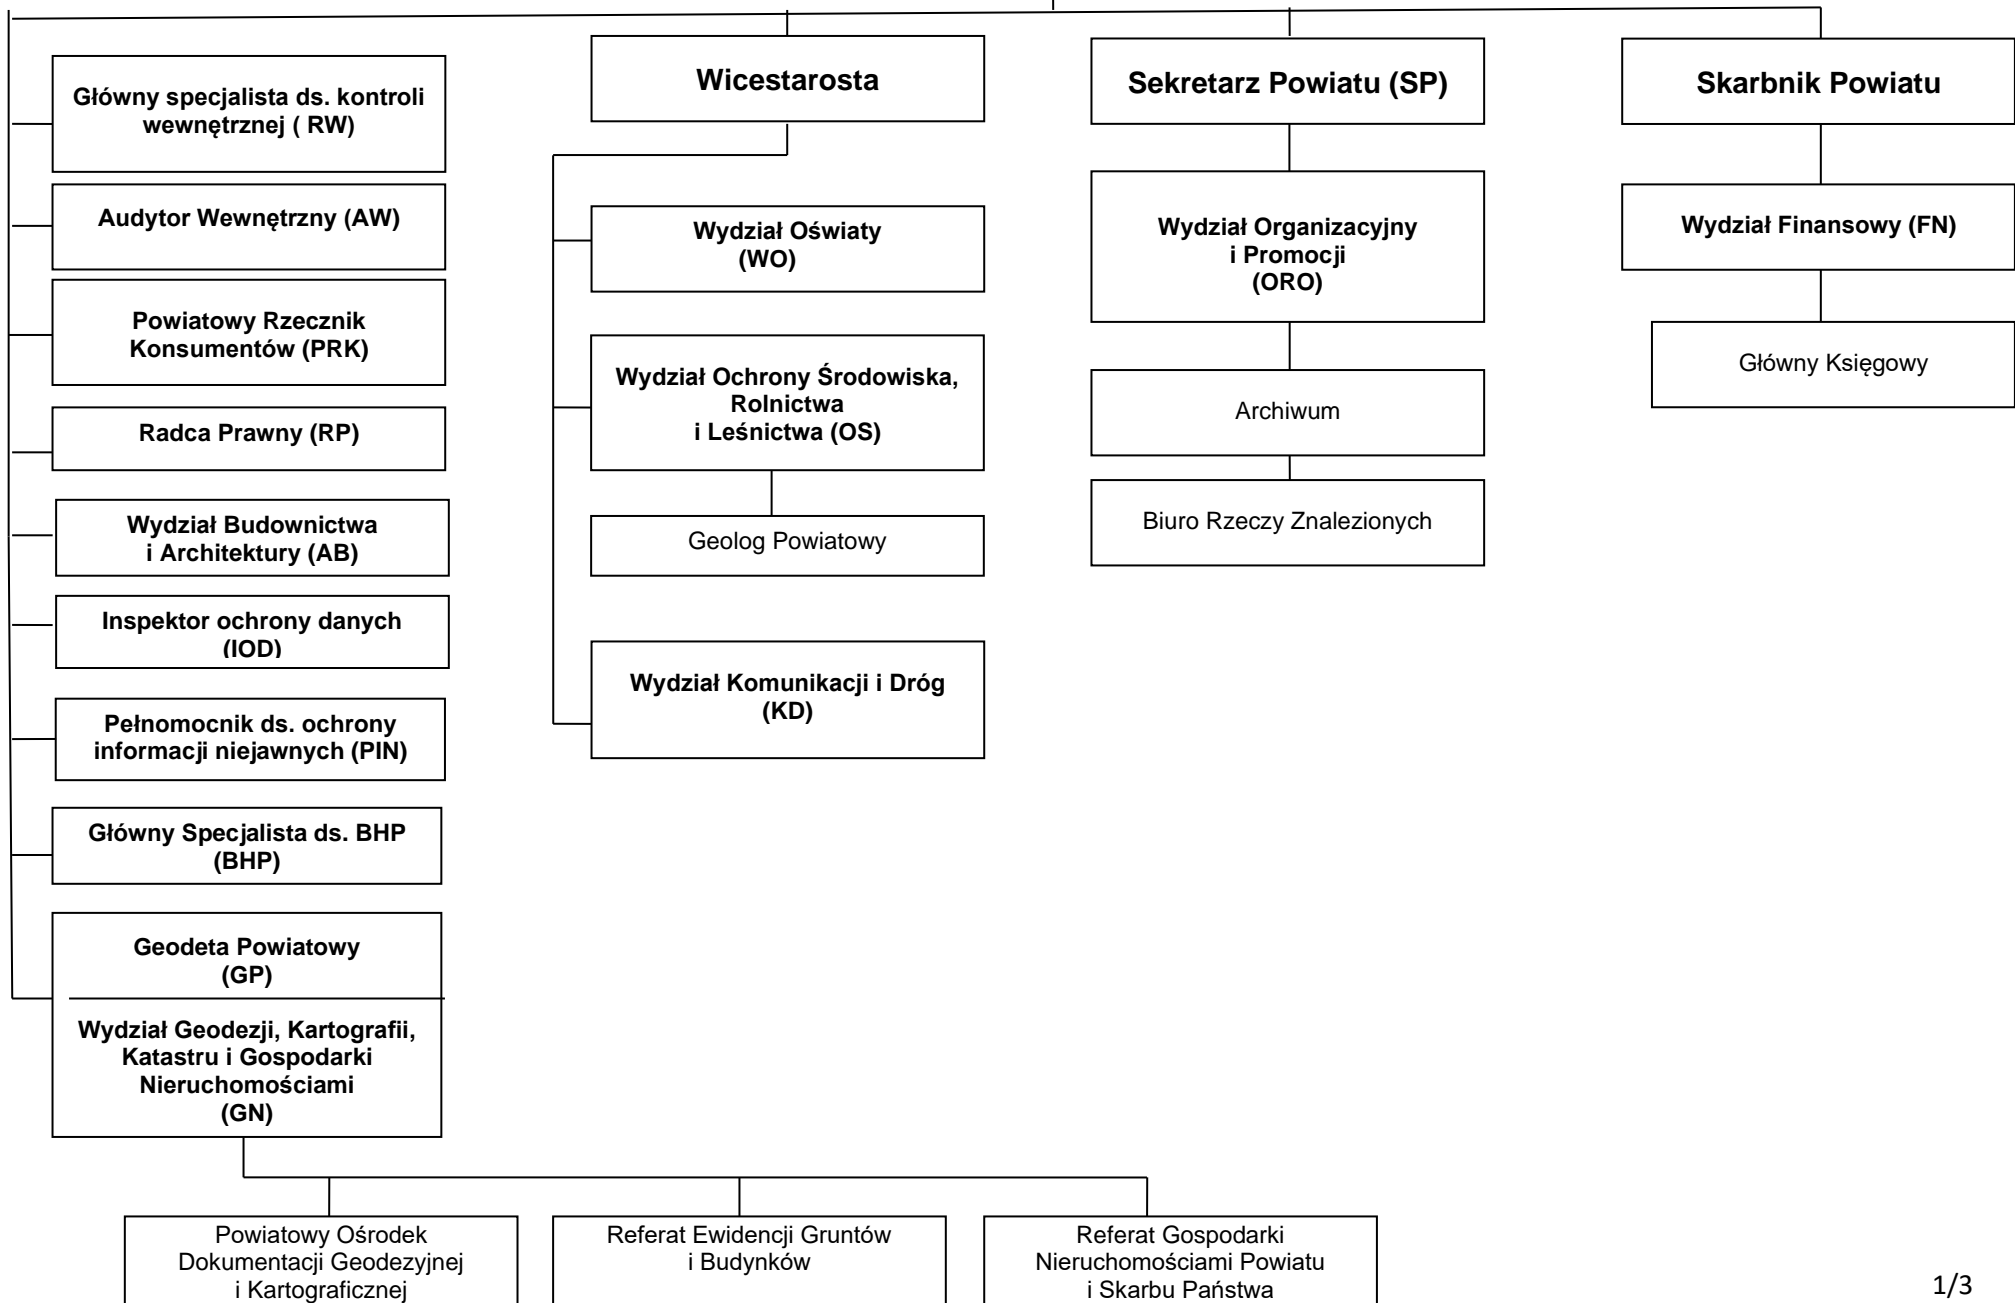 Główny specjalista ds. kontroli
wewnętrznej ( RW)
Audytor Wewnętrzny (AW)
Powiatowy Rzecznik
Konsumentów (PRK)
Radca Prawny (RP)
Wydział Budownictwa
i Architektury (AB)
Inspektor ochrony danych
(IOD)
Pełnomocnik ds. ochrony
informacji niejawnych (PIN)
Główny Specjalista ds. BHP
(BHP)
Geodeta Powiatowy
(GP)
Wydział Geodezji, Kartografii,
Katastru i Gospodarki
Nieruchomościami
(GN)
Powiatowy Ośrodek
Dokumentacji Geodezyjnej
i Kartograficznej
Referat Ewidencji Gruntów
i Budynków
Referat Gospodarki
Nieruchomościami Powiatu
i Skarbu Państwa
Wicestarosta
Wydział Oświaty
(WO)
Wydział Ochrony Środowiska,
Rolnictwa
i Leśnictwa (OS)
Geolog Powiatowy
Wydział Komunikacji i Dróg
(KD)
Sekretarz Powiatu (SP)
Wydział Organizacyjny
i Promocji
(ORO)
Archiwum
Biuro Rzeczy Znalezionych
Skarbnik Powiatu
Wydział Finansowy (FN)
Główny Księgowy
1/3